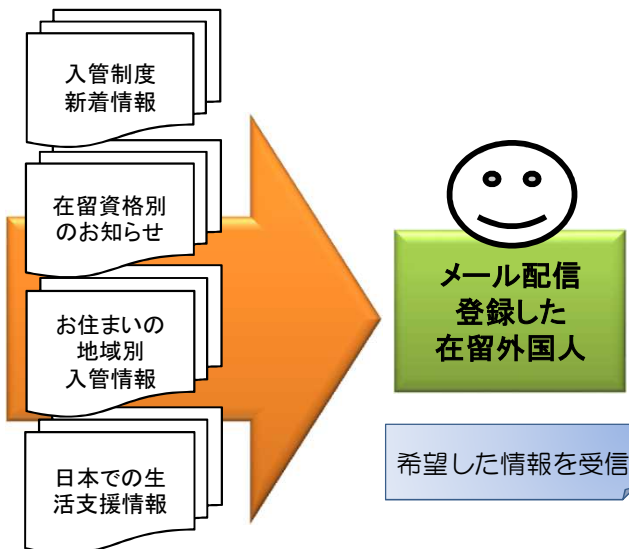 入管制度
新着情報
在留資格別
のお知らせ
お住まいの
地域別
入管情報
日本での生
活支援情報
メール配信
登録した
在留外国人
希望した情報を受信